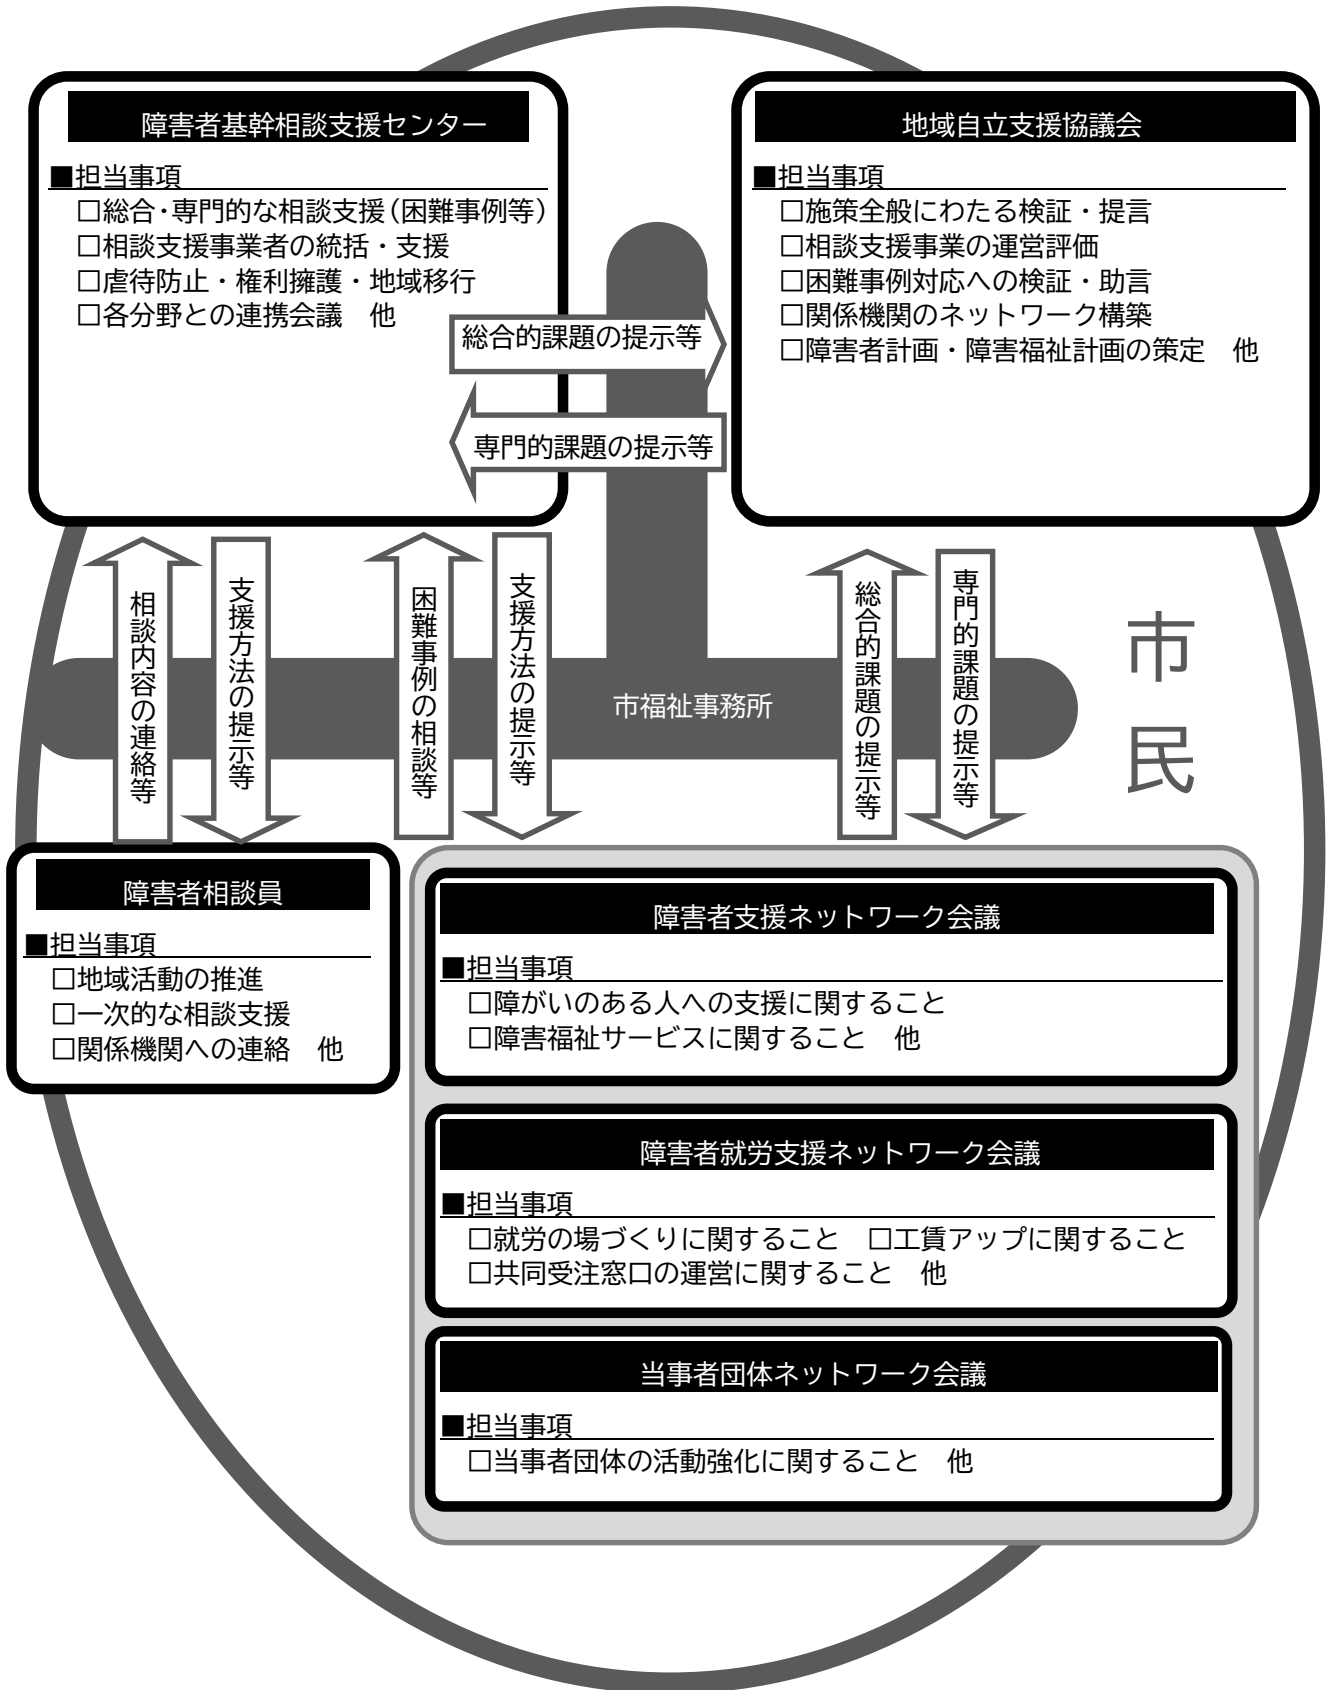 障害者基幹相談支援センター
■担当事項
□総合・専門的な相談支援（困難事例等）
□相談支援事業者の統括・支援
□虐待防止・権利擁護・地域移行
□各分野との連携会議　他
地域自立支援協議会
■担当事項
□施策全般にわたる検証・提言
□相談支援事業の運営評価
□困難事例対応への検証・助言
□関係機関のネットワーク構築
□障害者計画・障害福祉計画の策定　他
総合的課題の提示等
専門的課題の提示等
相談内容の連絡等
支援方法の提示等
困難事例の相談等
支援方法の提示等
市福祉事務所
総合的課題の提示等
専門的課題の提示等
市民
障害者相談員
■担当事項
□地域活動の推進
□一次的な相談支援
□関係機関への連絡　他
障害者支援ネットワーク会議
■担当事項
□障がいのある人への支援に関すること
□障害福祉サービスに関すること　他
障害者就労支援ネットワーク会議
■担当事項
□就労の場づくりに関すること　□工賃アップに関すること
□共同受注窓口の運営に関すること　他
当事者団体ネットワーク会議
■担当事項
□当事者団体の活動強化に関すること　他